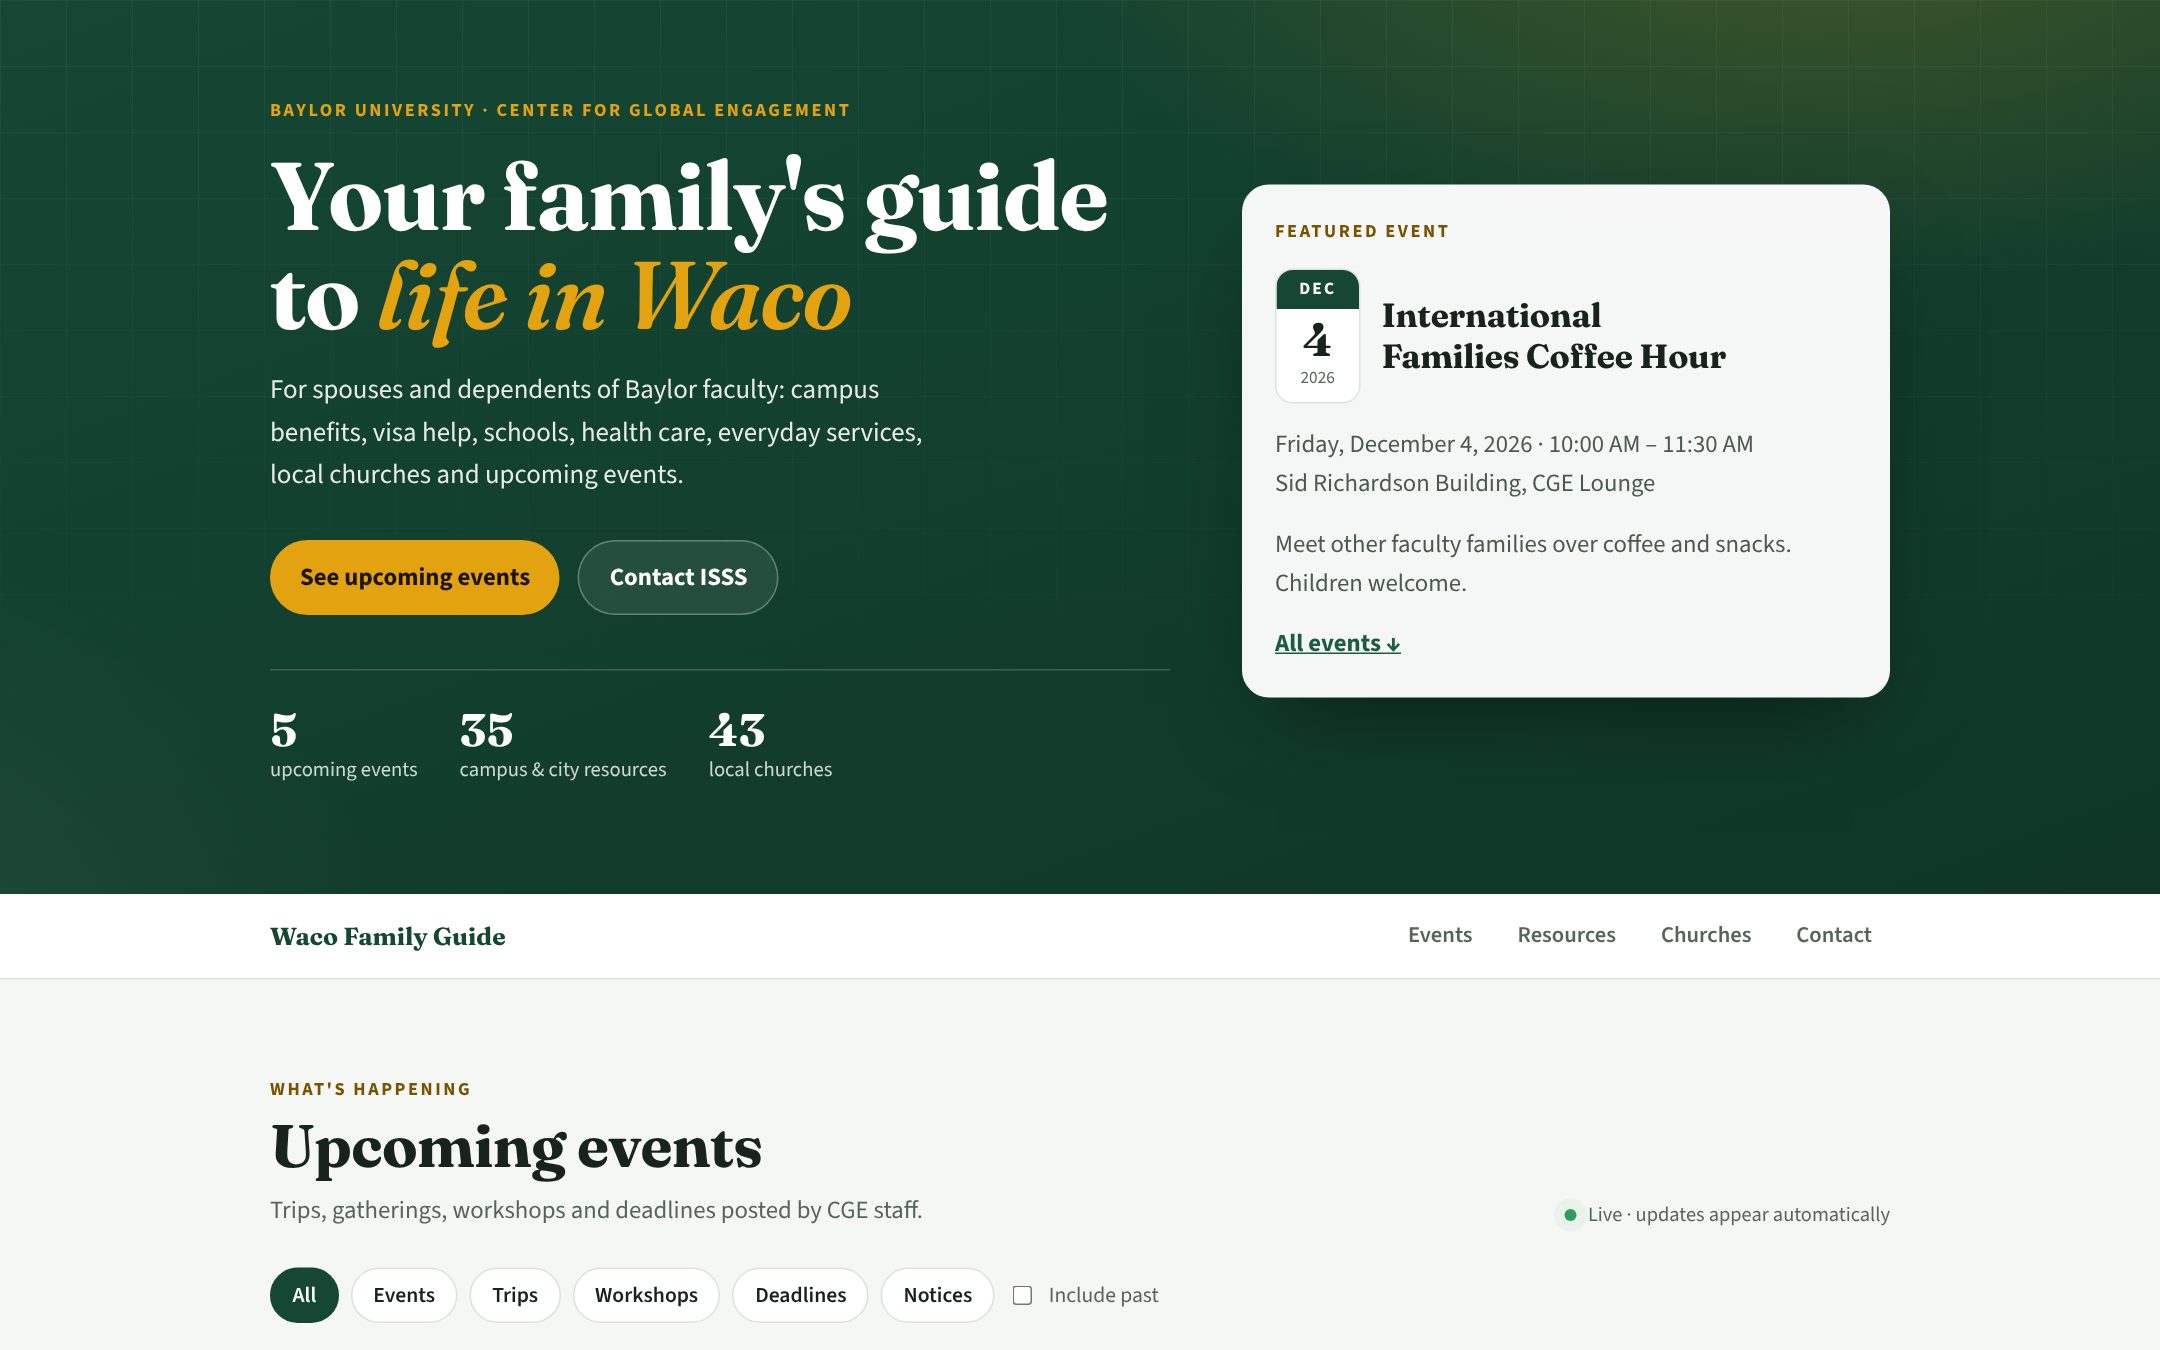 BAYLOR UNIVERSITY · CENTER FOR GLOBAL ENGAGEMENT
Your family's guide
to life in Waco
For spouses and dependents of Baylor faculty: campus
benefits, visa help, schools, health care, everyday services,
local churches and upcoming events.
See upcoming events
Contact ISSS
5
upcoming events
35
campus & city resources
43
local churches
FEATURED EVENT
DEC
4
2026
International
Families Coffee Hour
Friday, December 4, 2026 · 10:00 AM – 11:30 AM
Sid Richardson Building, CGE Lounge
Meet other faculty families over coffee and snacks.
Children welcome.
All events ↓
Waco Family Guide
Events
Resources
Churches
Contact
WHAT'S HAPPENING
Upcoming events
Trips, gatherings, workshops and deadlines posted by CGE staff.
Live · updates appear automatically
All
Events
Trips
Workshops
Deadlines
Notices
Include past